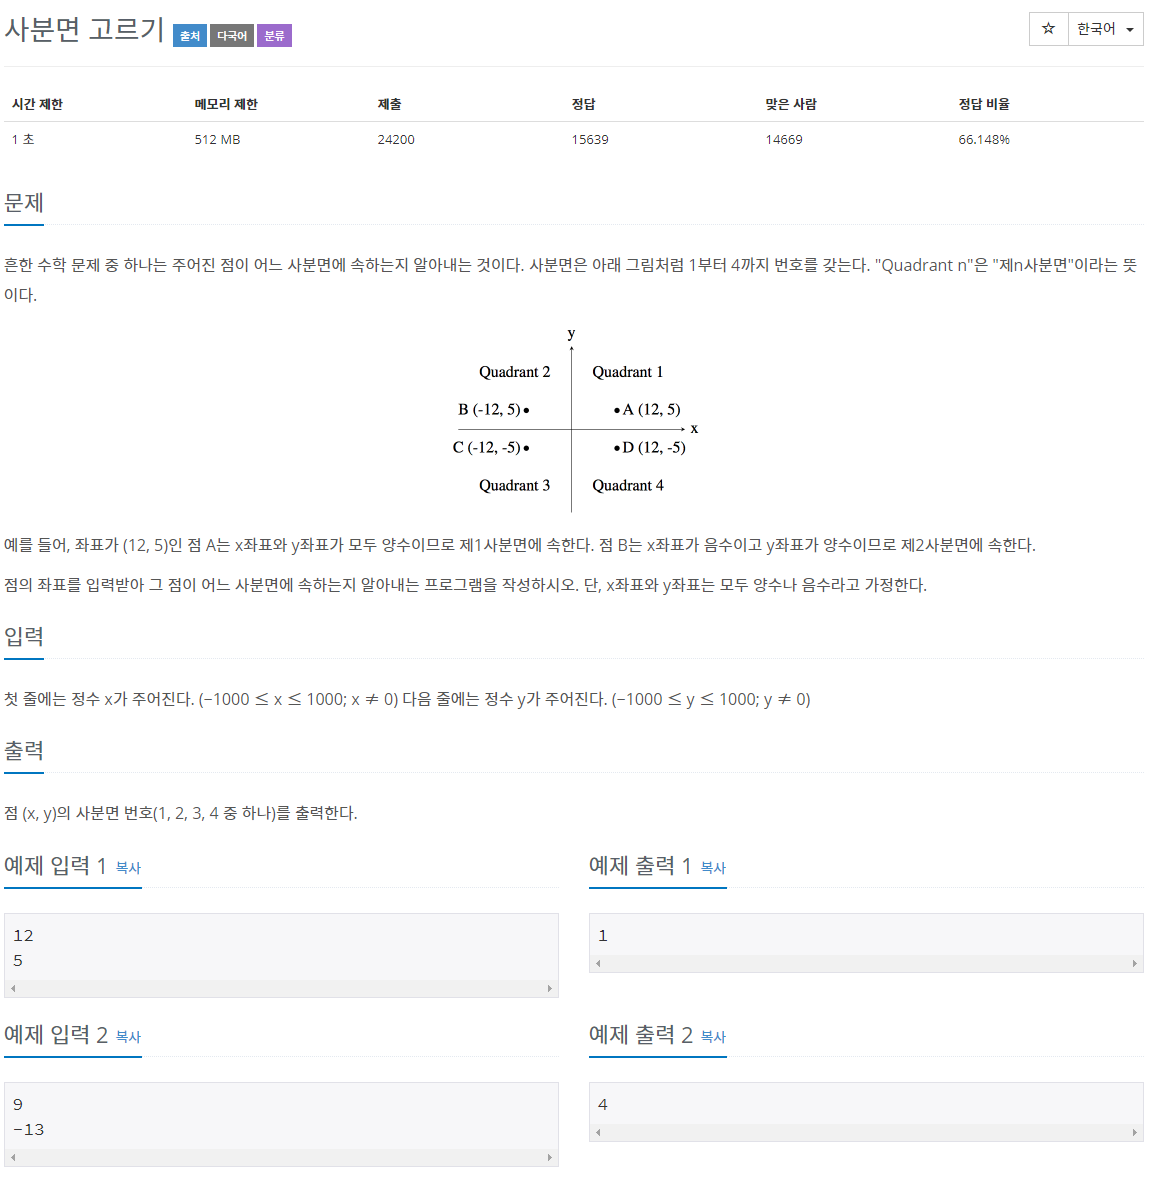 사분면 고르기 출처 다국어 분류
☆ 한국어
시간 제한 메모리 제한 제출 정답 맞은 사람 정답 비율
1 초 512 MB 24200 15639 14669 66.148%
문제
흔한 수학 문제 중 하나는 주어진 점이 어느 사분면에 속하는지 알아내는 것이다. 사분면은 아래 그림처럼 1부터 4까지 번호를 갖는다. "Quadrant n"은 "제n사분면"이라는 뜻
이다.
y
Quadrant 2 Quadrant 1
B (-12, 5) A (12, 5)
x
C (-12, -5) D (12, -5)
Quadrant 3 Quadrant 4
예를 들어, 좌표가 (12, 5)인 점 A는 x좌표와 y좌표가 모두 양수이므로 제1사분면에 속한다. 점 B는 x좌표가 음수이고 y좌표가 양수이므로 제2사분면에 속한다.
점의 좌표를 입력받아 그 점이 어느 사분면에 속하는지 알아내는 프로그램을 작성하시오. 단, x좌표와 y좌표는 모두 양수나 음수라고 가정한다.
입력
첫 줄에는 정수 x가 주어진다. (−1000 ≤ x ≤ 1000; x ≠ 0) 다음 줄에는 정수 y가 주어진다. (−1000 ≤ y ≤ 1000; y ≠ 0)
출력
점 (x, y)의 사분면 번호(1, 2, 3, 4 중 하나)를 출력한다.
예제 입력 1 복사
12
5
예제 출력 1 복사
1
예제 입력 2 복사
9
-13
예제 출력 2 복사
4